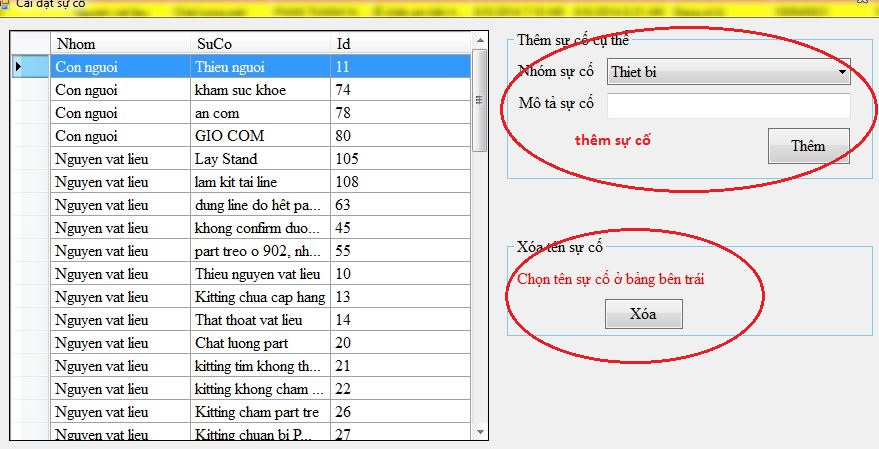 Cài đặt sự cố
Nhom SuCo Id
Con nguoi Thieu nguoi 11
Con nguoi kham suc khoe 74
Con nguoi an com 78
Con nguoi GIO COM 80
Nguyen vat lieu Lay Stand 105
Nguyen vat lieu lam kit tai line 108
Nguyen vat lieu dung line do hêt pa... 63
Nguyen vat lieu khong confirm duo... 45
Nguyen vat lieu part treo o 902, nh... 55
Nguyen vat lieu Thieu nguyen vat lieu 10
Nguyen vat lieu Kitting chua cap hang 13
Nguyen vat lieu That thoat vat lieu 14
Nguyen vat lieu Chat luong part 20
Nguyen vat lieu kitting tim khong th... 21
Nguyen vat lieu kitting khong cham ... 22
Nguyen vat lieu Kitting cham part tre 26
Nguyen vat lieu Kitting chuan bi P... 27
Thêm sự cố cụ thể
Nhóm sự cố Thiet bi
Mô tả sự cố
thêm sự cố
Thêm
Xóa tên sự cố
Chọn tên sự cố ở bảng bên trái
Xóa